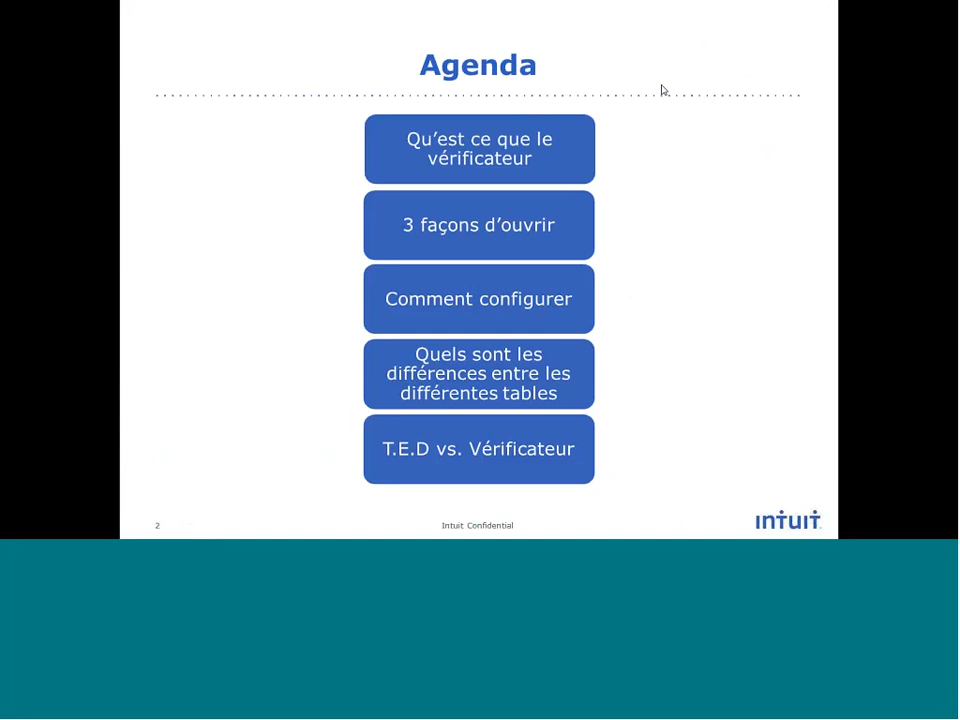 Agenda
Qu’est ce que le
vérificateur
3 façons d’ouvrir
Comment configurer
Quels sont les
différences entre les
différentes tables
T.E.D vs. Vérificateur
2
Intuit Confidential
intuit